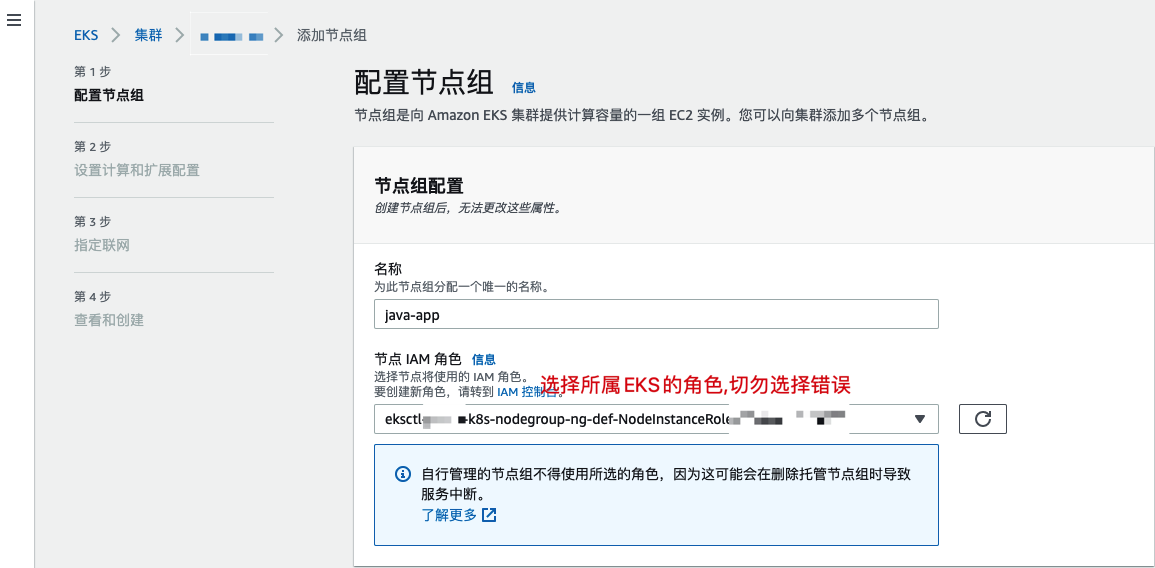 EKS
集群
添加节点组
第 1 步
配置节点组
第 2 步
设置计算和扩展配置
第 3 步
指定联网
第 4 步
查看和创建
配置节点组 信息
节点组是向 Amazon EKS 集群提供计算容量的一组 EC2 实例。您可以向集群添加多个节点组。
节点组配置
创建节点组后，无法更改这些属性。
名称
为此节点组分配一个唯一的名称。
java-app
节点 IAM 角色 信息
选择节点将使用的 IAM 角色。
要创建新角色，请转到 IAM 控制台。
选择所属EKS的角色,切勿选择错误
eksctl- -k8s-nodegroup-ng-def-NodeInstanceRole
自行管理的节点组不得使用所选的角色，因为这可能会在删除托管节点组时导致
服务中断。
了解更多